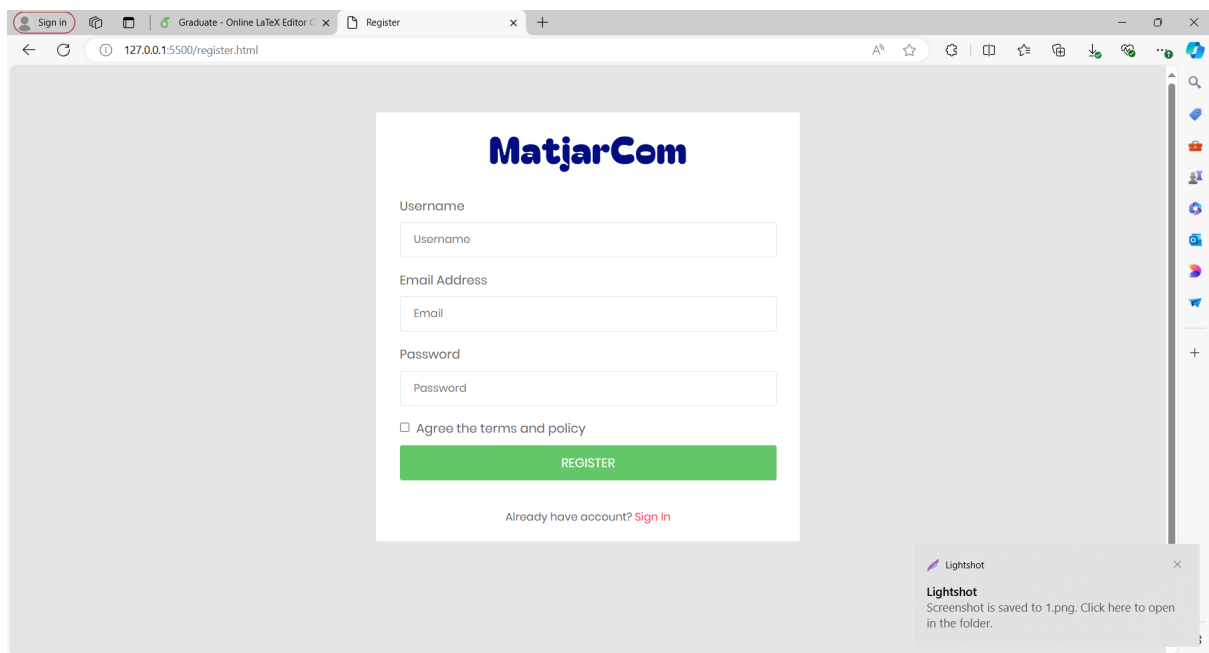 Sign in
Graduate - Online LaTeX Editor
Register
127.0.0.1:5500/register.html
MatjarCom
Username
Username
Email Address
Email
Password
Password
Agree the terms and policy
REGISTER
Already have account? Sign In
Lightshot
Lightshot
Screenshot is saved to 1.png. Click here to open
in the folder.